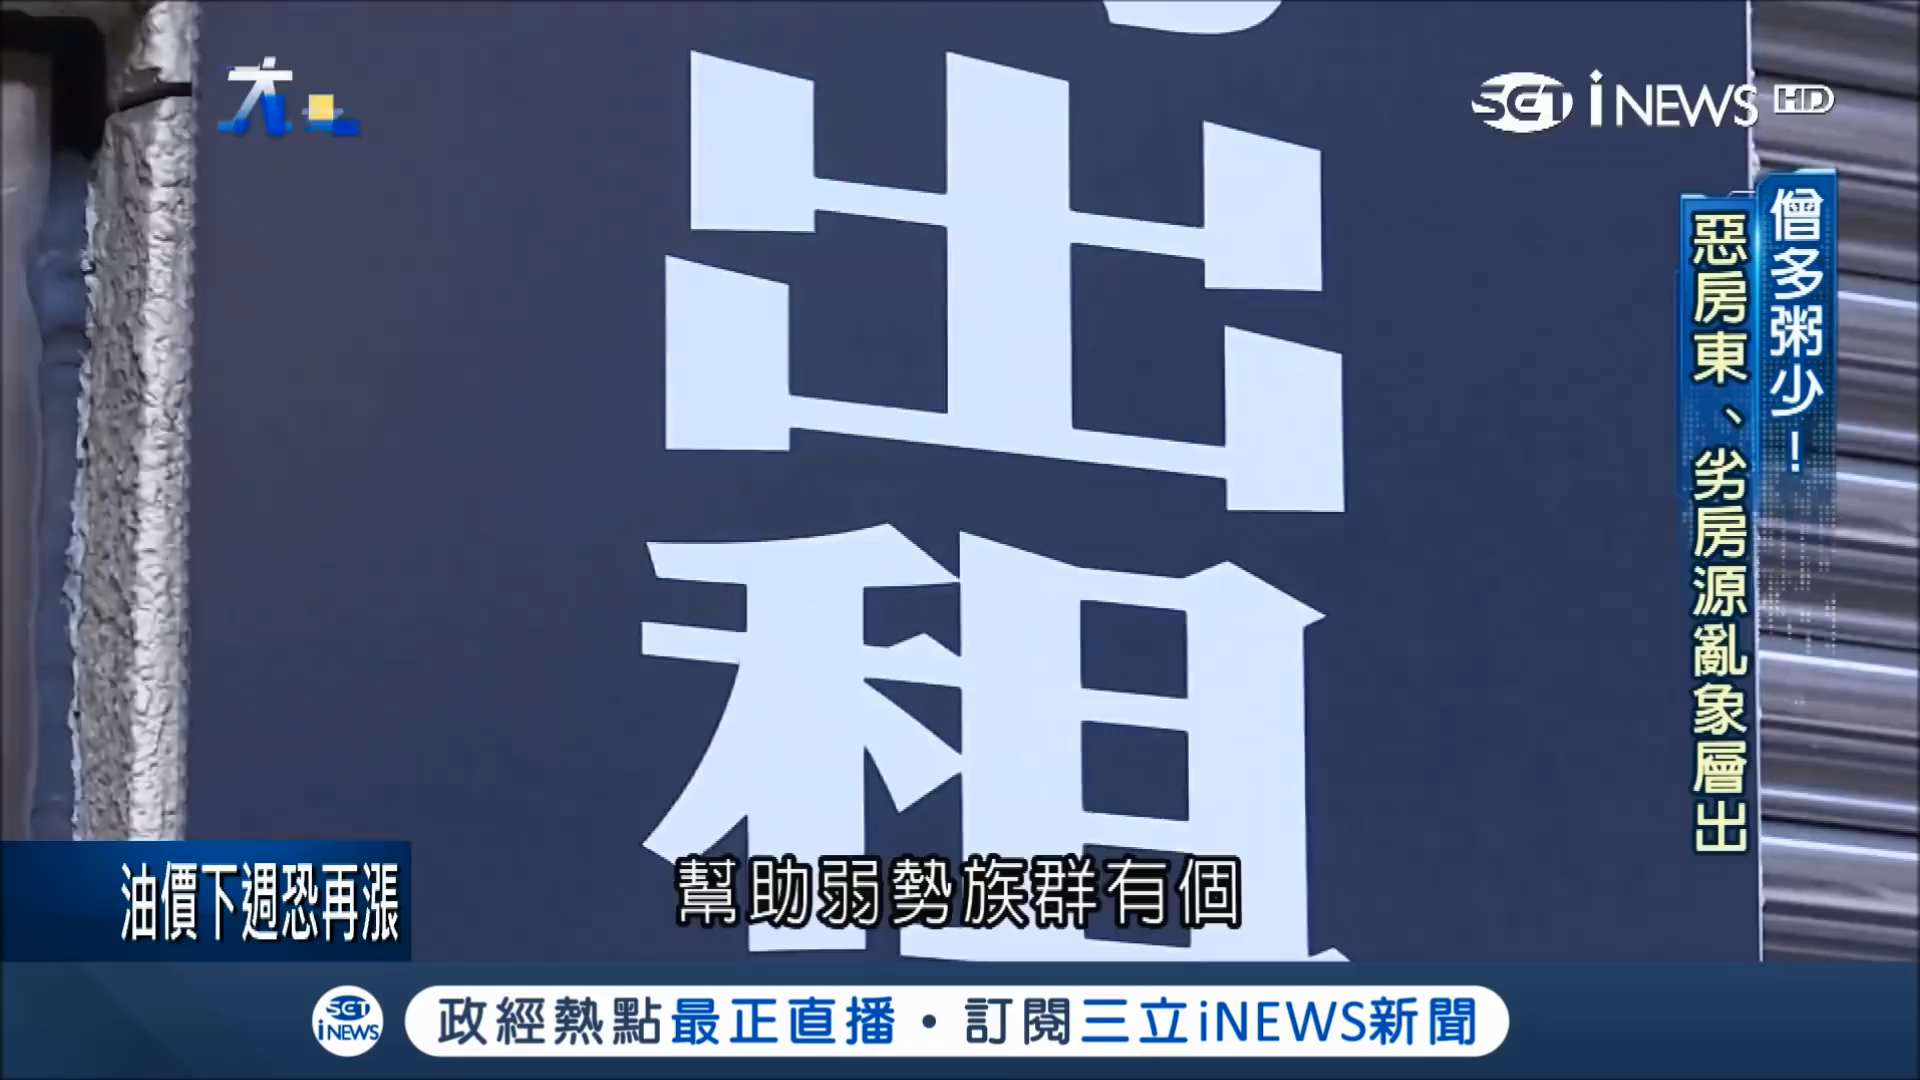 SET iNEWS HD
出
租
僧多粥少！
惡房東、劣房源亂象層出
幫助弱勢族群有個
油價下週恐再漲
SET iNEWS
政經熱點最正直播・訂閱三立iNEWS新聞